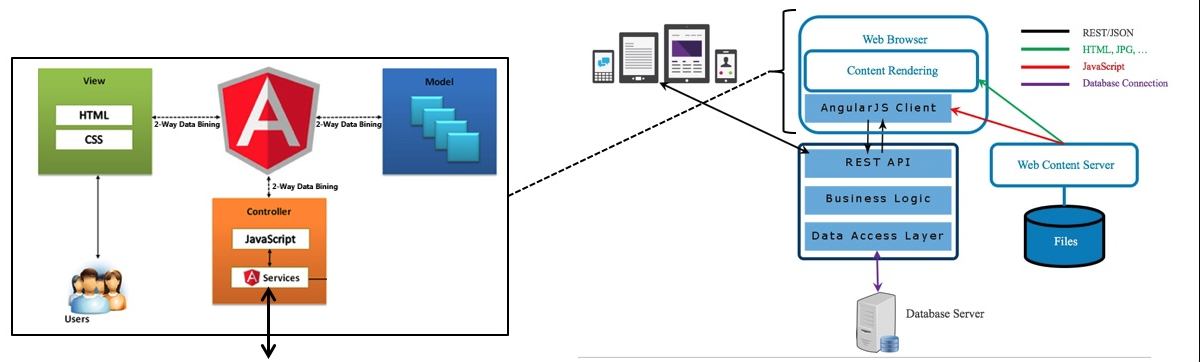 View
HTML
CSS
2-Way Data Bining
A
2-Way Data Bining
Model
2-Way Data Bining
Controller
JavaScript
A Services
Users
Web Browser
Content Rendering
AngularJS Client
REST API
Business Logic
Data Access Layer
Database Server
Web Content Server
Files
REST/JSON
HTML, JPG, ...
JavaScript
Database Connection